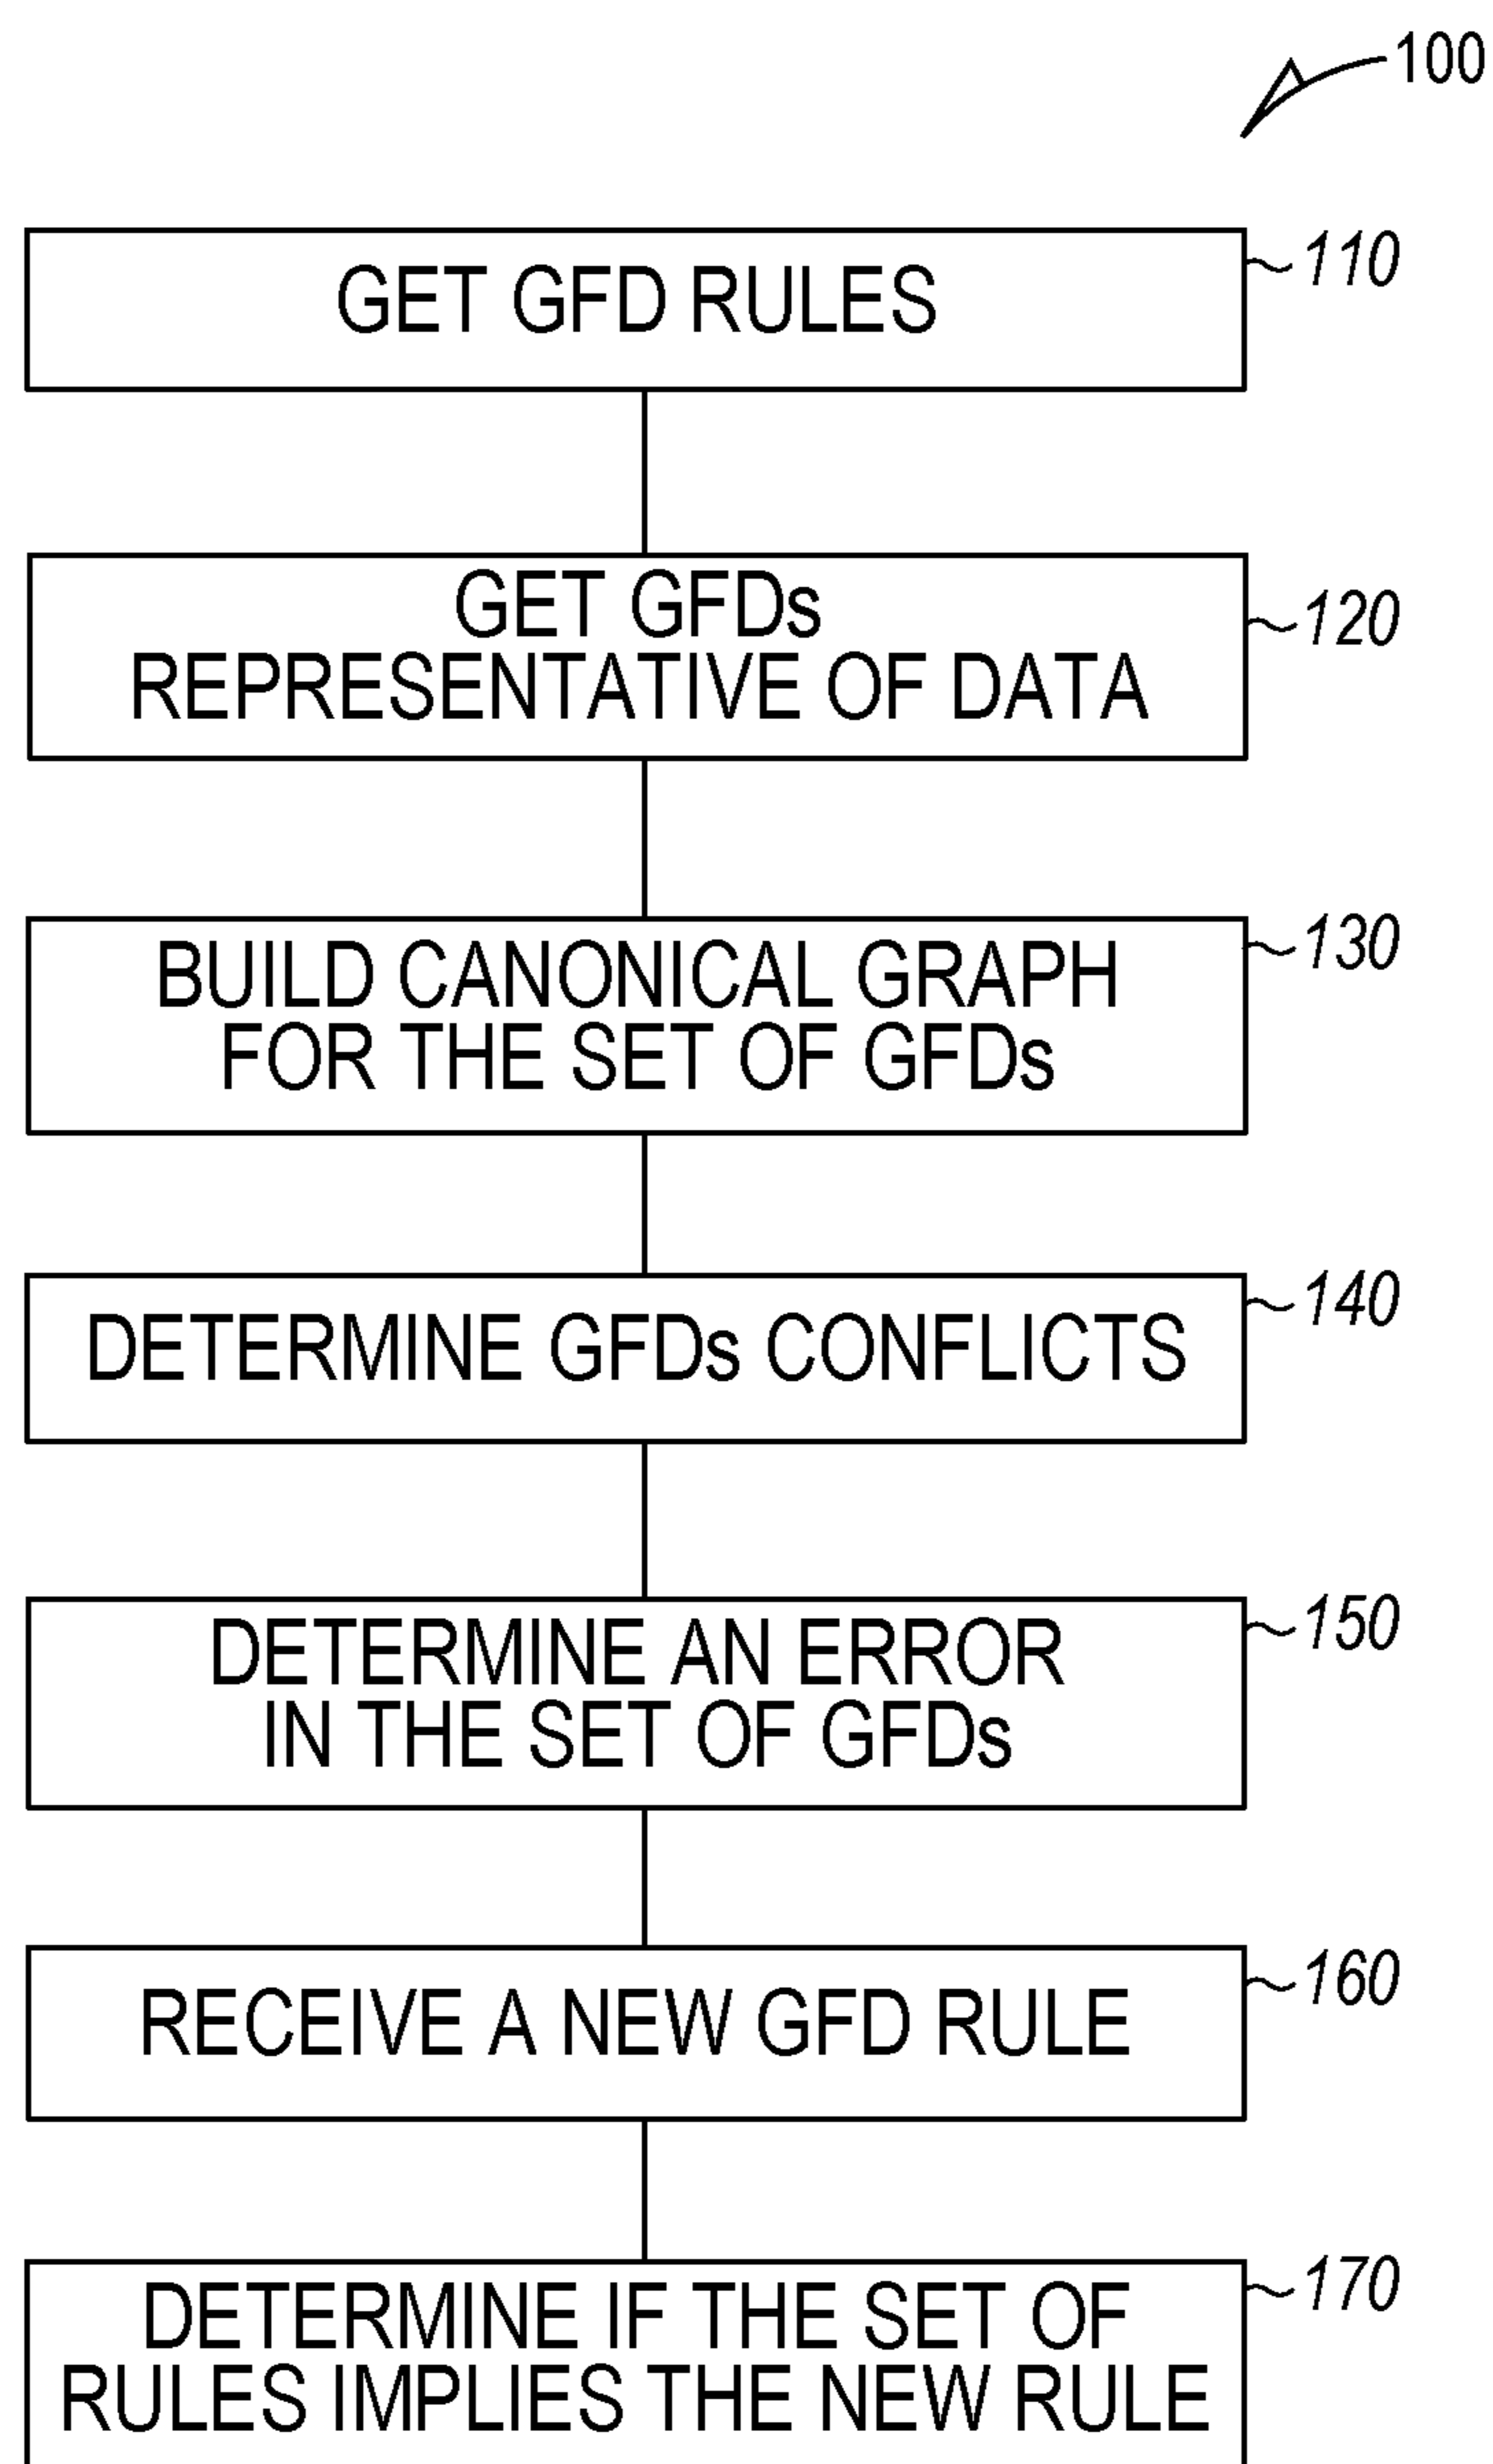 100
GET GFD RULES
110
GET GFDs
REPRESENTATIVE OF DATA
120
BUILD CANONICAL GRAPH
FOR THE SET OF GFDs
130
DETERMINE GFDs CONFLICTS
140
DETERMINE AN ERROR
IN THE SET OF GFDs
150
RECEIVE A NEW GFD RULE
160
DETERMINE IF THE SET OF
RULES IMPLIES THE NEW RULE
170